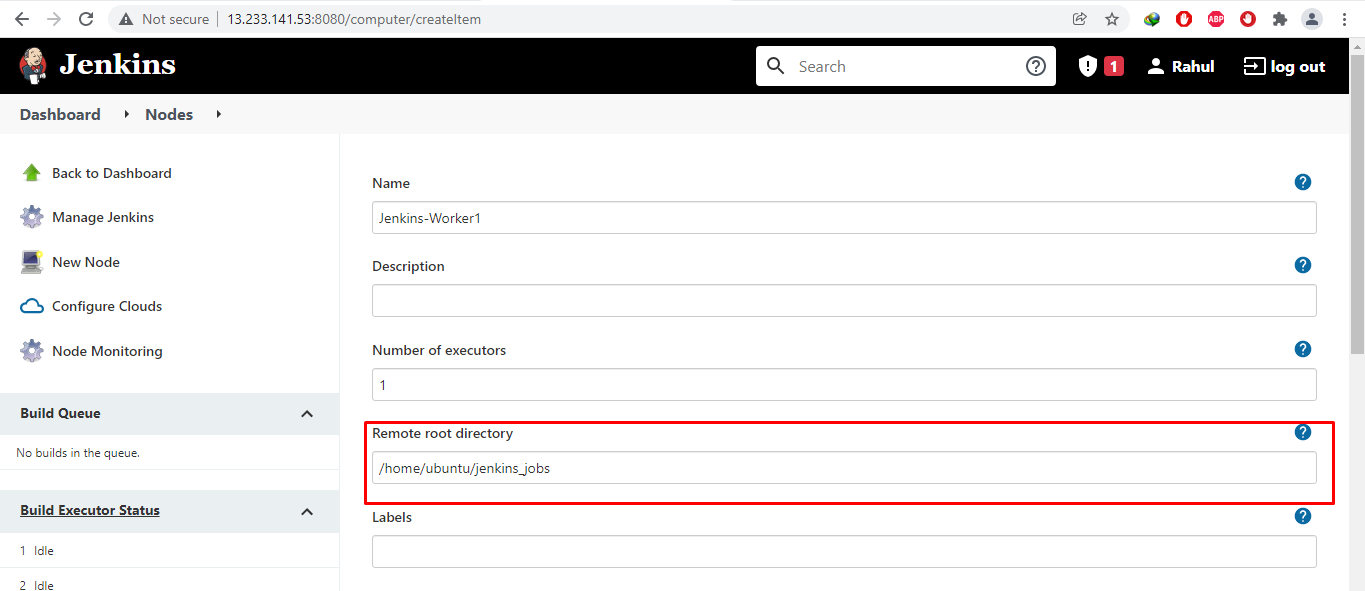 Not secure
13.233.141.53:8080/computer/createItem
ABP
Jenkins
Search
1
Rahul
log out
Dashboard
Nodes
Back to Dashboard
Manage Jenkins
New Node
Configure Clouds
Node Monitoring
Build Queue
No builds in the queue.
Build Executor Status
1 Idle
2 Idle
Name
Jenkins-Worker1
Description
Number of executors
1
Remote root directory
/home/ubuntu/jenkins_jobs
Labels